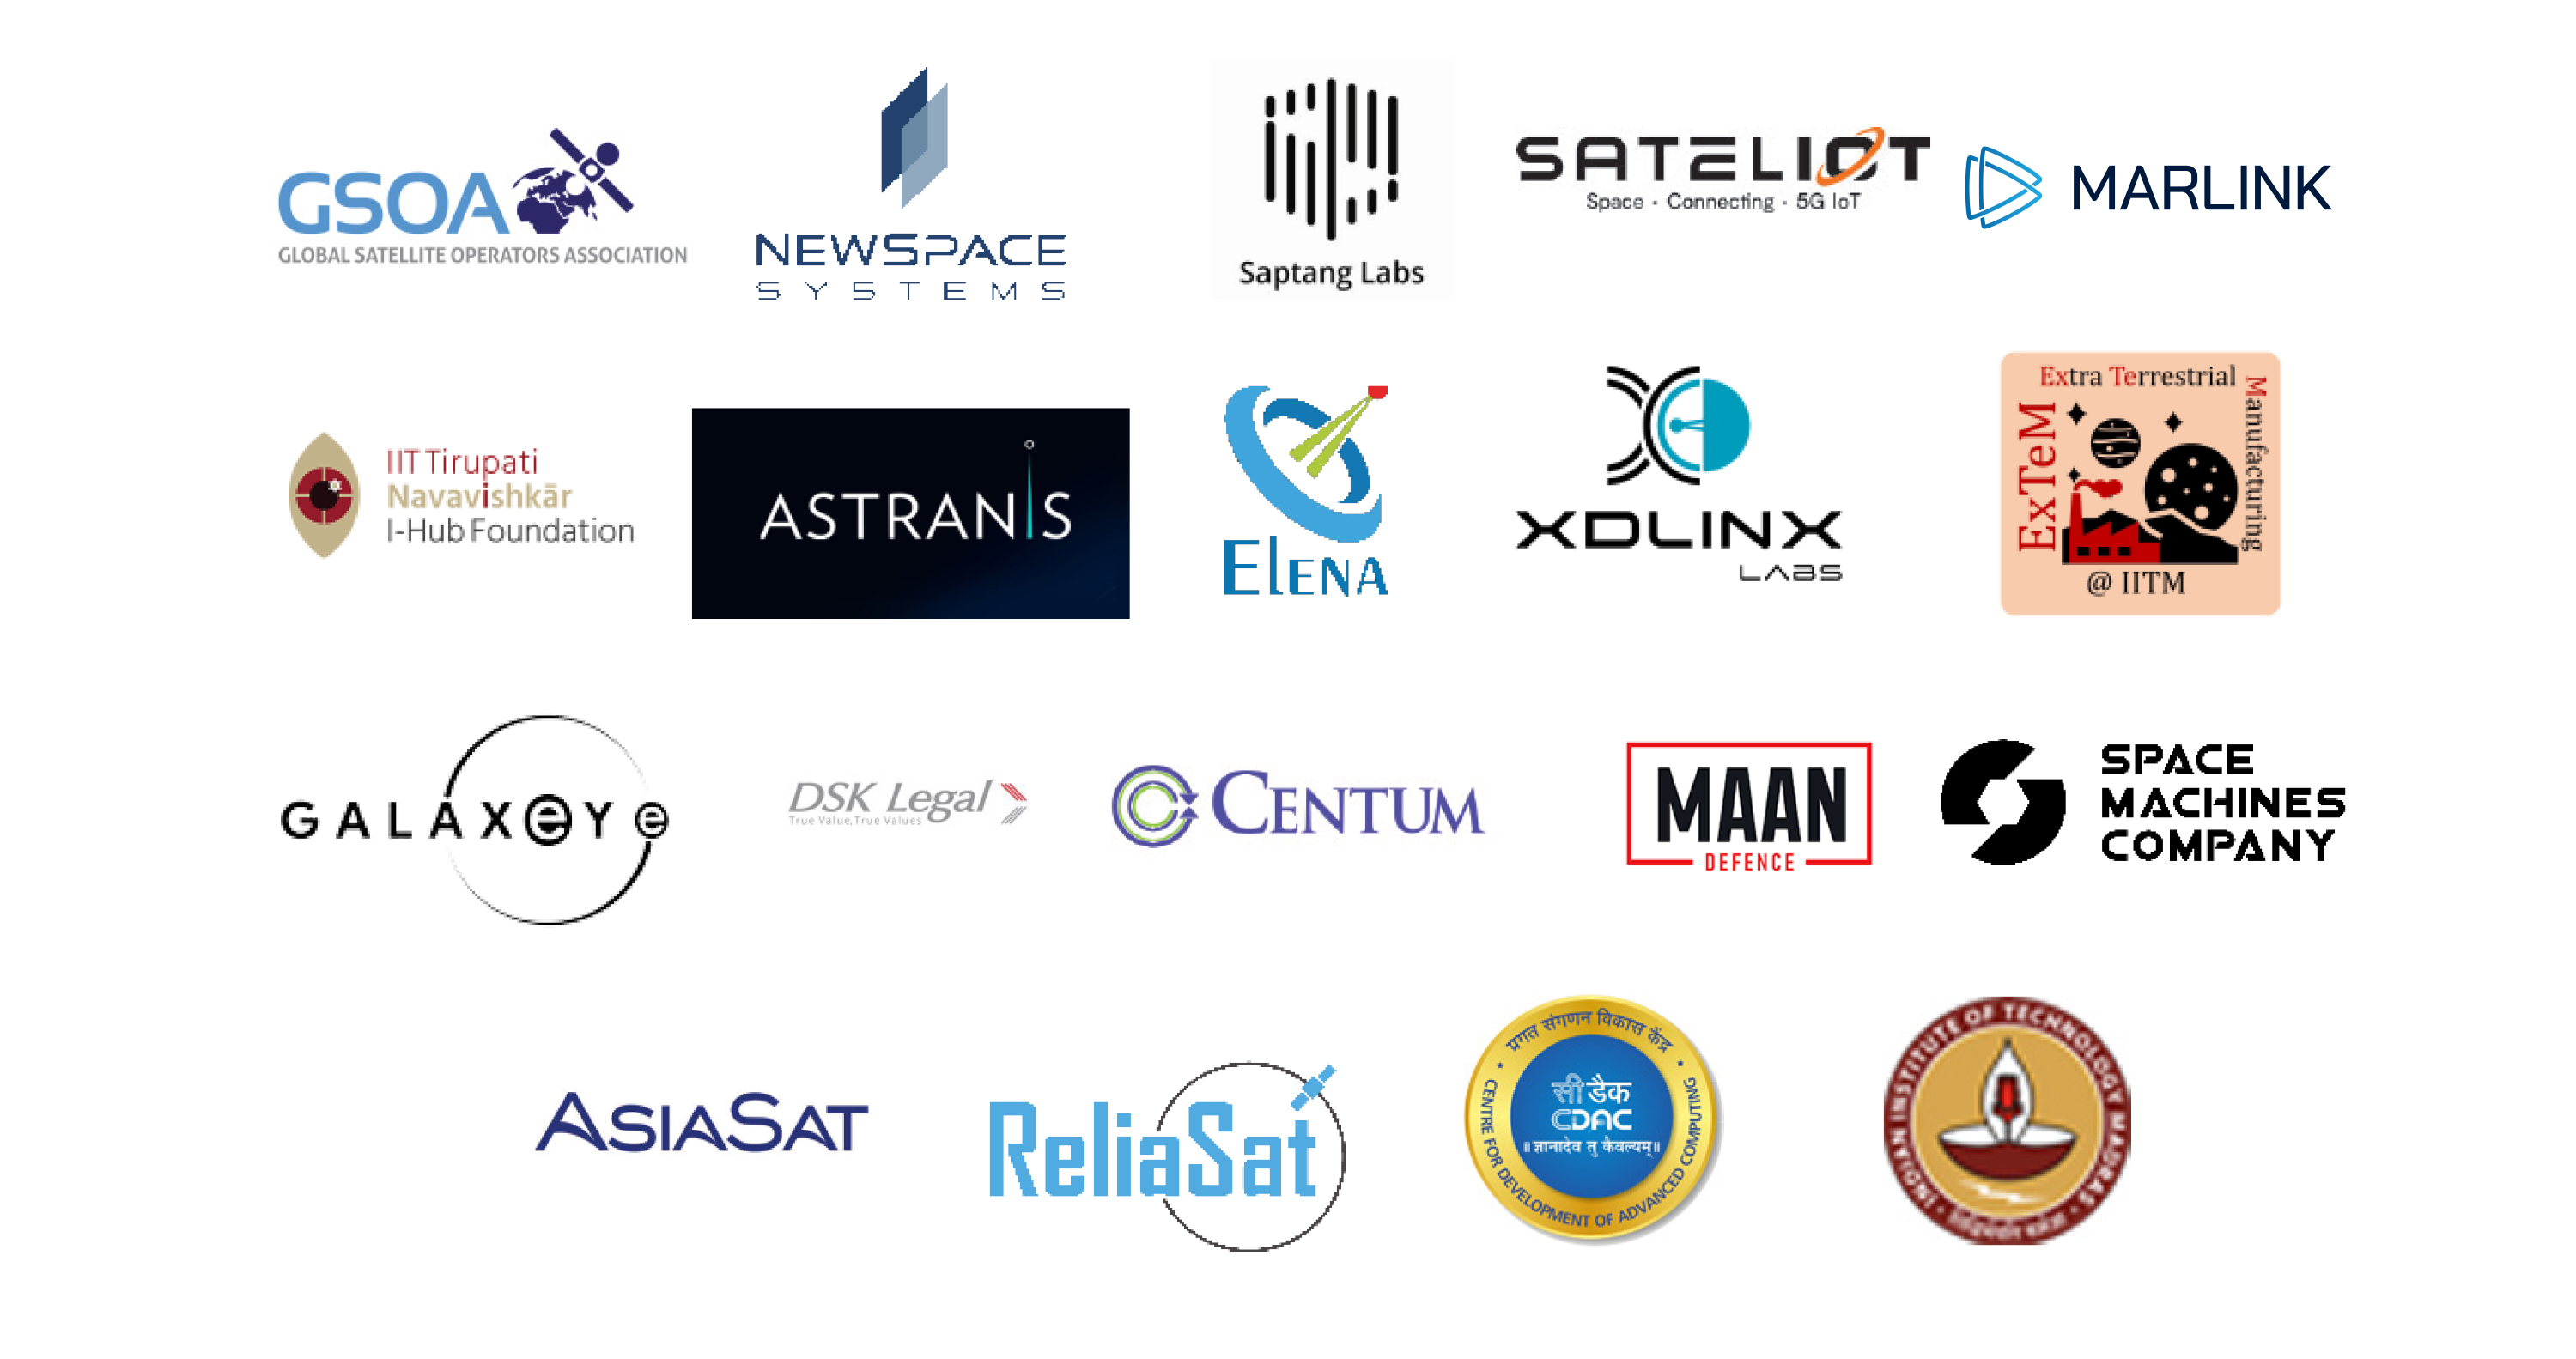 GSOA
GLOBAL SATELLITE OPERATORS ASSOCIATION
NEWSPACE
SYSTEMS
Saptang Labs
SATELIOT
Space · Connecting · 5G IoT
MARLINK
IIT Tirupati
Navavishkār
I-Hub Foundation
ASTRANIS
ELENA
XDLINX
LABS
Extra Terrestrial
Manufacturing
ExTeM
@ IITM
GALAXEYE
DSK Legal
True Value, True Values
CENTUM
MAAN
DEFENCE
SPACE
MACHINES
COMPANY
ASIASAT
ReliaSat
प्रगत संगणन विकास केंद्र
सी डैक
CDAC
॥ ज्ञानादेव तु कैवल्यम् ॥
CENTRE FOR DEVELOPMENT OF ADVANCED COMPUTING
INDIAN INSTITUTE OF TECHNOLOGY MADRAS